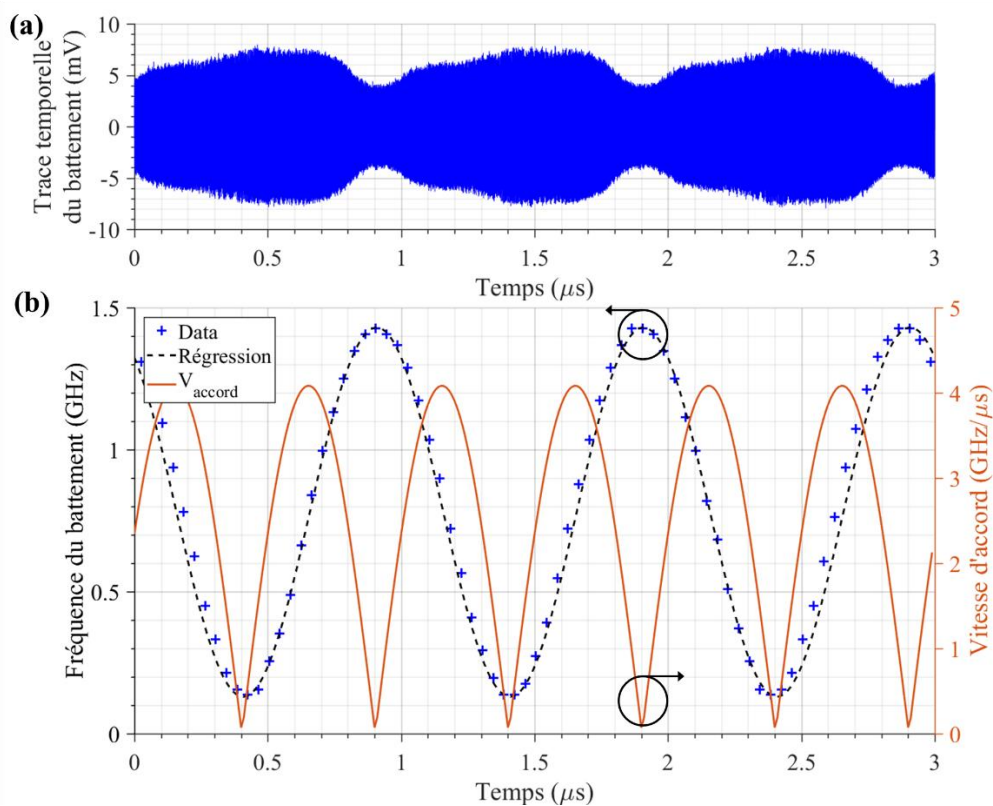 (a)
Trace temporelle
du battement (mV)
10
5
0
-5
-10
0
0.5
1
1.5
2
2.5
3
Temps (μs)
(b)
Fréquence du battement (GHz)
1.5
1
0.5
0
Data
Régression
V_accord
5
4
3
2
1
0
Vitesse d'accord (GHz/μs)
0
0.5
1
1.5
2
2.5
3
Temps (μs)